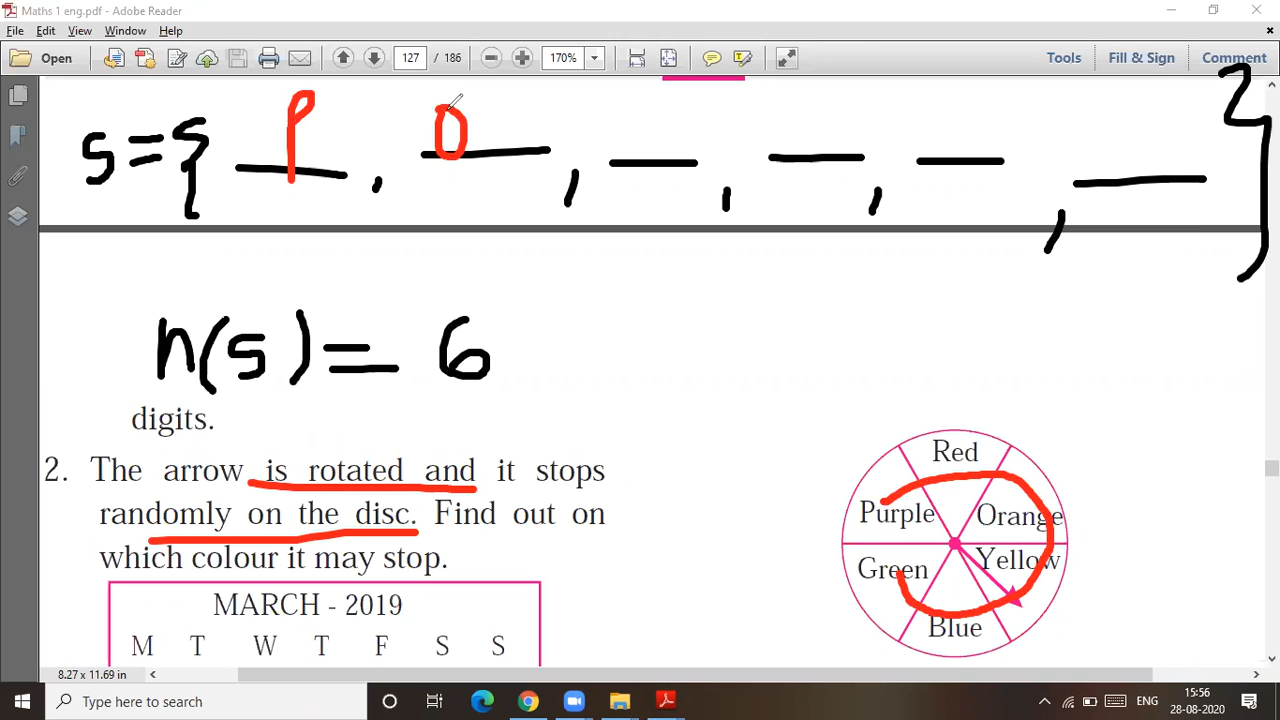 Maths 1 eng.pdf - Adobe Reader
File Edit View Window Help
Open 127 / 186 170% Tools Fill & Sign Comment
S = { P , O , __ , __ , __ , __ }
n(S) = 6
digits.
2. The arrow is rotated and it stops
randomly on the disc. Find out on
which colour it may stop.
Red
Purple Orange
Green Yellow
Blue
MARCH - 2019
M T W T F S S
8.27 x 11.69 in
Type here to search
ENG
15:56
28-08-2020